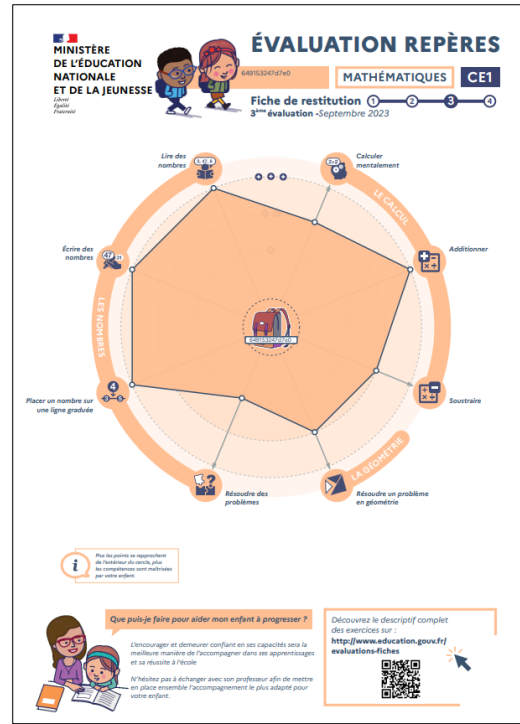 MINISTÈRE
DE L'ÉDUCATION
NATIONALE
ET DE LA JEUNESSE
Liberté
Égalité
Fraternité
ÉVALUATION REPÈRES
649153247d7e0
MATHÉMATIQUES CE1
Fiche de restitution 1 2 3 4
3ème évaluation -Septembre 2023
Lire des
nombres
Calculer
mentalement
2+2
LE CALCUL
Écrire des
nombres
47
Additionner
LES NOMBRES
649153247d7e0
4
3 5
Placer un nombre sur
une ligne graduée
Soustraire
LA GÉOMÉTRIE
Résoudre des
problèmes
Résoudre un problème
en géométrie
i
Plus les points se rapprochent
de l'extérieur du cercle, plus
les compétences sont maîtrisées
par votre enfant.
Que puis-je faire pour aider mon enfant à progresser ?
L'encourager et demeurer confiant en ses capacités sera la
meilleure manière de l'accompagner dans ses apprentissages
et sa réussite à l'école
N'hésitez pas à échanger avec son professeur afin de mettre
en place ensemble l'accompagnement le plus adapté pour
votre enfant.
Découvrez le descriptif complet
des exercices sur :
http://www.education.gouv.fr/
evaluations-fiches